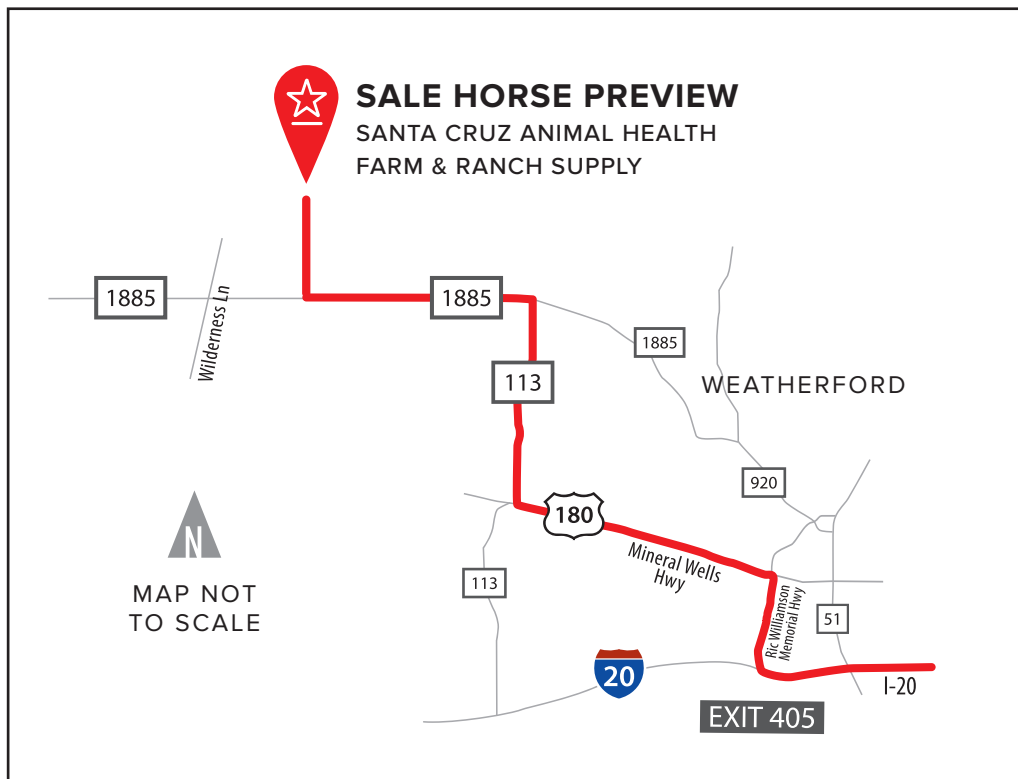 SALE HORSE PREVIEW
SANTA CRUZ ANIMAL HEALTH
FARM & RANCH SUPPLY
1885
Wilderness Ln
1885
1885
113
WEATHERFORD
920
180
Mineral Wells
Hwy
N
MAP NOT
TO SCALE
113
Ric Williamson
Memorial Hwy
51
20
I-20
EXIT 405